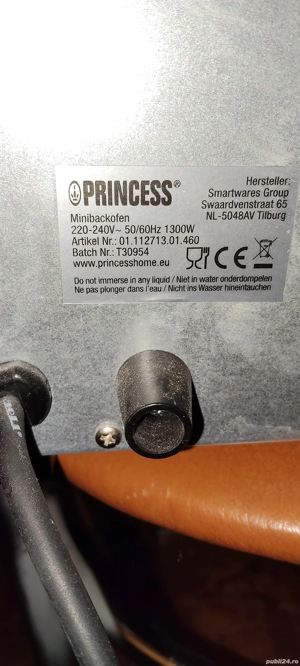 PRINCESS®
Hersteller:
Smartwares Group
Swaardvenstraat 65
NL-5048AV Tilburg
Minibackofen
220-240V~ 50/60Hz 1300W
Artikel Nr.: 01.112713.01.460
Batch Nr.: T30954
www.princesshome.eu
CE
Do not immerse in any liquid / Niet in water onderdompelen
Ne pas plonger dans l'eau / Nicht ins Wasser hineintauchen
publi24.ro